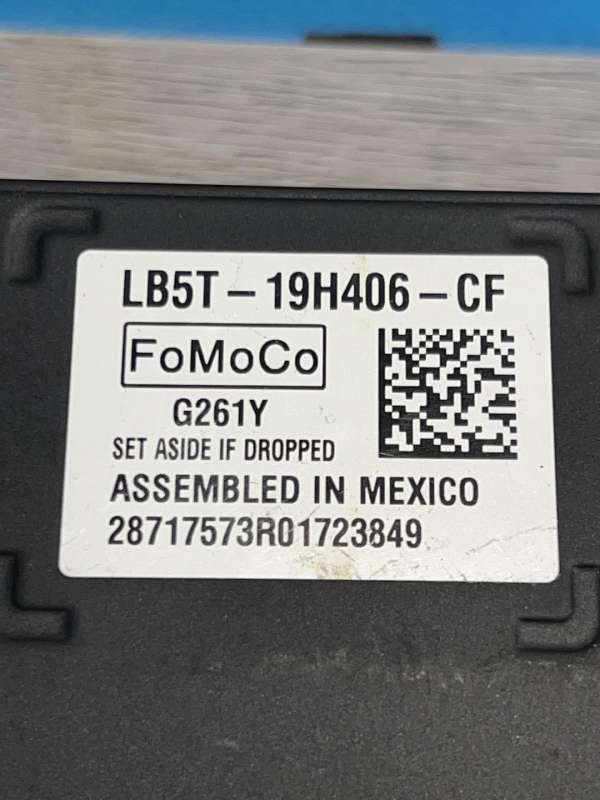 LB5T-19H406-CF
FoMoCo
G261Y
SET ASIDE IF DROPPED
ASSEMBLED IN MEXICO
28717573R01723849